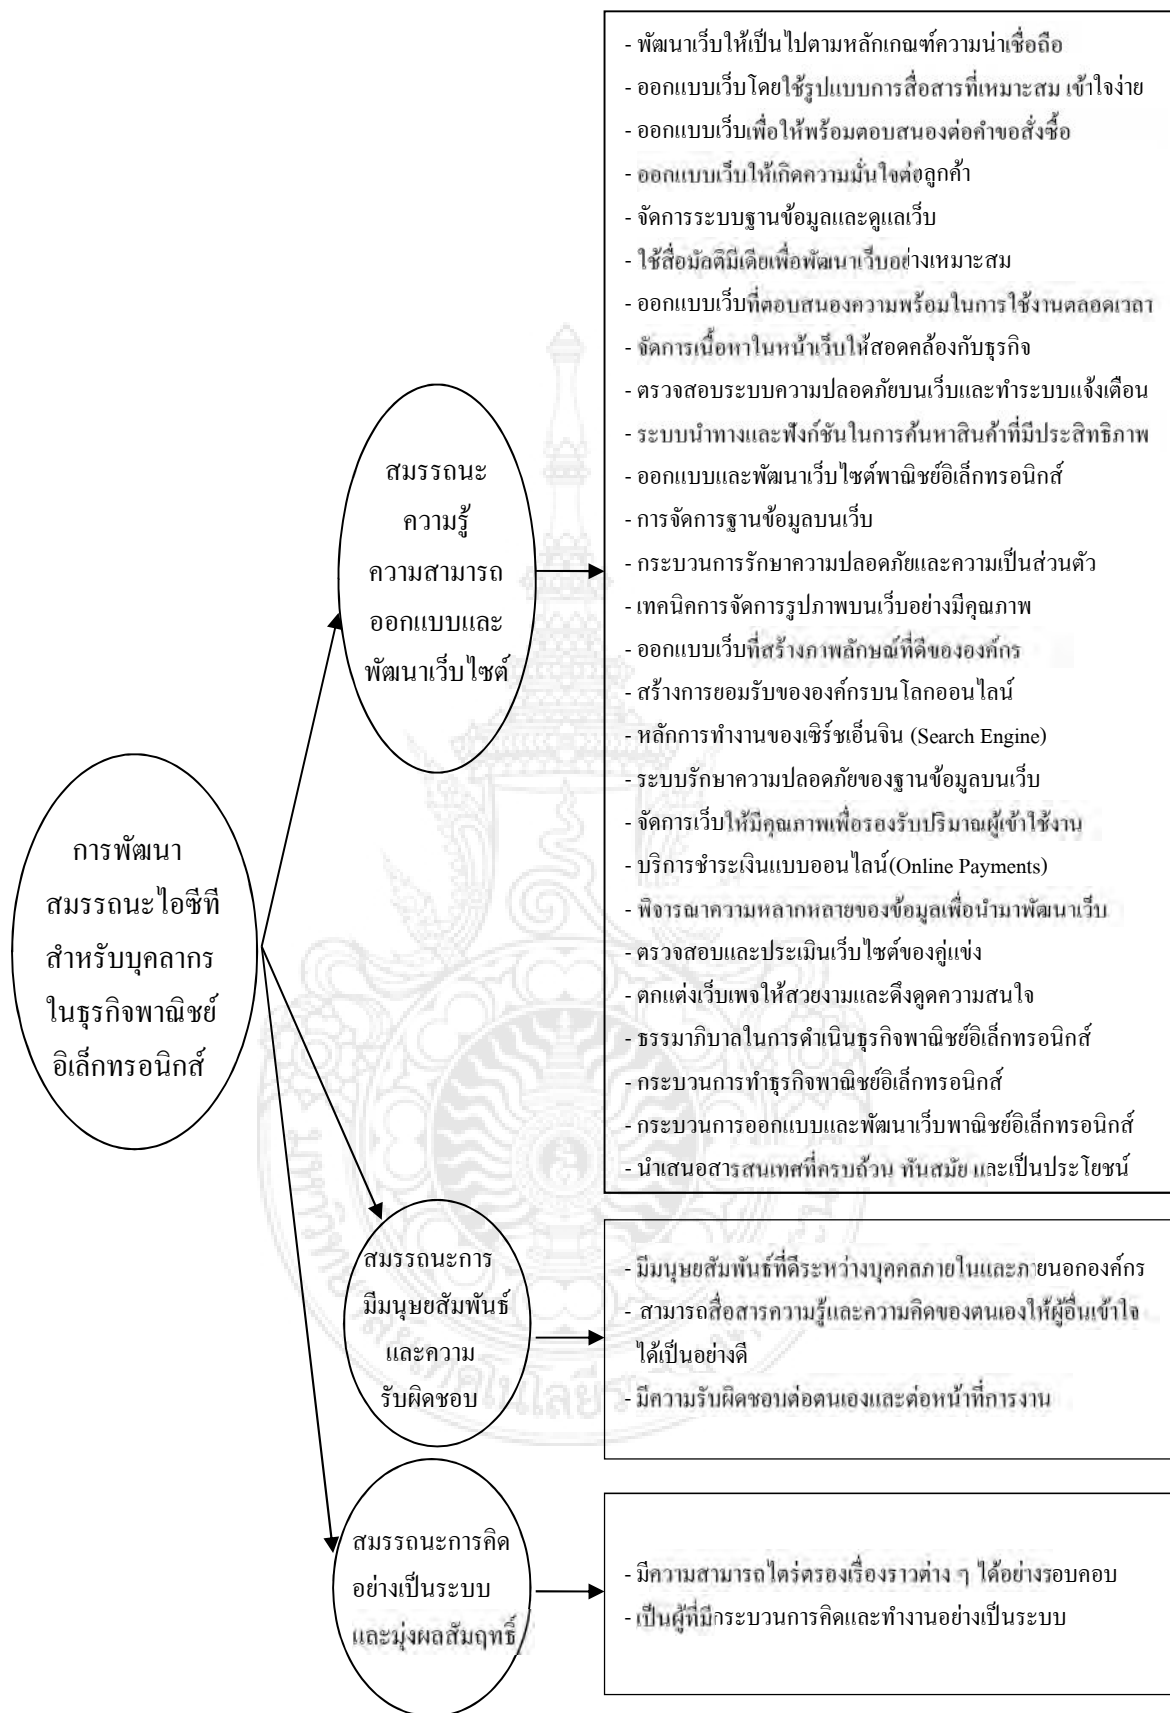 - พัฒนาเว็บให้เป็นไปตามหลักเกณฑ์ความน่าเชื่อถือ
- ออกแบบเว็บโดยใช้รูปแบบการสื่อสารที่เหมาะสม เข้าใจง่าย
- ออกแบบเว็บเพื่อให้พร้อมตอบสนองต่อคำขอสั่งซื้อ
- ออกแบบเว็บให้เกิดความมั่นใจต่อลูกค้า
- จัดการระบบฐานข้อมูลและดูแลเว็บ
- ใช้สื่อมัลติมีเดียเพื่อพัฒนาเว็บอย่างเหมาะสม
- ออกแบบเว็บที่ตอบสนองความพร้อมในการใช้งานตลอดเวลา
- จัดการเนื้อหาในหน้าเว็บให้สอดคล้องกับธุรกิจ
- ตรวจสอบระบบความปลอดภัยบนเว็บและทำระบบแจ้งเตือน
- ระบบนำทางและฟังก์ชันในการค้นหาสินค้าที่มีประสิทธิภาพ
- ออกแบบและพัฒนาเว็บไซต์พาณิชย์อิเล็กทรอนิกส์
- การจัดการฐานข้อมูลบนเว็บ
- กระบวนการรักษาความปลอดภัยและความเป็นส่วนตัว
- เทคนิคการจัดการรูปภาพบนเว็บอย่างมีคุณภาพ
- ออกแบบเว็บที่สร้างภาพลักษณ์ที่ดีขององค์กร
- สร้างการยอมรับขององค์กรบนโลกออนไลน์
- หลักการทำงานของเซิร์ชเอ็นจิน (Search Engine)
- ระบบรักษาความปลอดภัยของฐานข้อมูลบนเว็บ
- จัดการเว็บให้มีคุณภาพเพื่อรองรับปริมาณผู้เข้าใช้งาน
- บริการชำระเงินแบบออนไลน์(Online Payments)
- พิจารณาความหลากหลายของข้อมูลเพื่อนำมาพัฒนาเว็บ
- ตรวจสอบและประเมินเว็บไซต์ของคู่แข่ง
- ตกแต่งเว็บเพจให้สวยงามและดึงดูดความสนใจ
- ธรรมาภิบาลในการดำเนินธุรกิจพาณิชย์อิเล็กทรอนิกส์
- กระบวนการทำธุรกิจพาณิชย์อิเล็กทรอนิกส์
- กระบวนการออกแบบและพัฒนาเว็บพาณิชย์อิเล็กทรอนิกส์
- นำเสนอสารสนเทศที่ครบถ้วน ทันสมัย และเป็นประโยชน์
สมรรถนะ
ความรู้
ความสามารถ
ออกแบบและ
พัฒนาเว็บไซต์
การพัฒนา
สมรรถนะไอซีที
สำหรับบุคลากร
ในธุรกิจพาณิชย์
อิเล็กทรอนิกส์
สมรรถนะการ
มีมนุษยสัมพันธ์
และความ
รับผิดชอบ
- มีมนุษยสัมพันธ์ที่ดีระหว่างบุคคลภายในและภายนอกองค์กร
- สามารถสื่อสารความรู้และความคิดของตนเองให้ผู้อื่นเข้าใจ
ได้เป็นอย่างดี
- มีความรับผิดชอบต่อตนเองและต่อหน้าที่การงาน
สมรรถนะการคิด
อย่างเป็นระบบ
และมุ่งผลสัมฤทธิ์
- มีความสามารถไตร่ตรองเรื่องราวต่าง ๆ ได้อย่างรอบคอบ
- เป็นผู้ที่มีกระบวนการคิดและทำงานอย่างเป็นระบบ